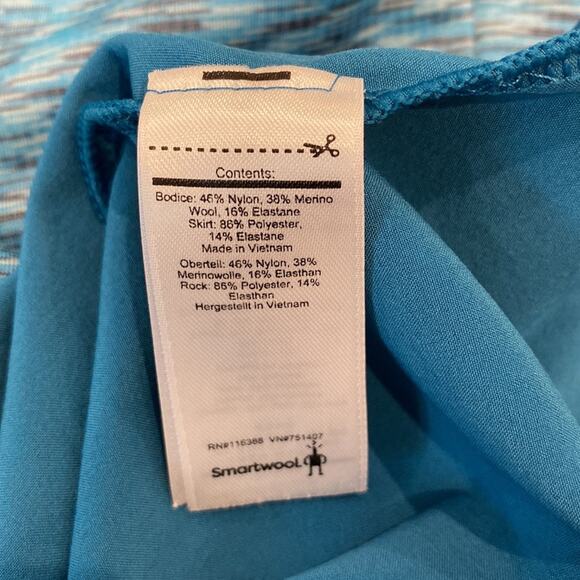 Contents:
Bodice: 46% Nylon, 38% Merino
Wool, 16% Elastane
Skirt: 86% Polyester,
14% Elastane
Made in Vietnam
Oberteil: 46% Nylon, 38%
Merinowolle, 16% Elasthan
Rock: 86% Polyester, 14%
Elasthan
Hergestellt in Vietnam
RN#116388 VN#751407
Smartwool